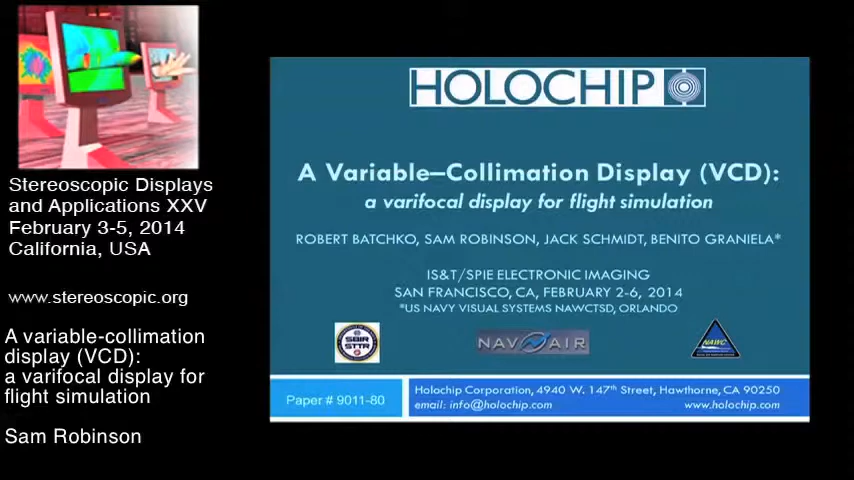 Stereoscopic Displays
and Applications XXV
February 3-5, 2014
California, USA
www.stereoscopic.org
A variable-collimation
display (VCD):
a varifocal display for
flight simulation
Sam Robinson
HOLOCHIP
A Variable–Collimation Display (VCD):
a varifocal display for flight simulation
ROBERT BATCHKO, SAM ROBINSON, JACK SCHMIDT, BENITO GRANIELA*
IS&T/SPIE ELECTRONIC IMAGING
SAN FRANCISCO, CA, FEBRUARY 2-6, 2014
*US NAVY VISUAL SYSTEMS NAWCTSD, ORLANDO
SBIR
STTR
NAVAIR
NAWC
Paper # 9011-80
Holochip Corporation, 4940 W. 147th Street, Hawthorne, CA 90250
email: info@holochip.com
www.holochip.com